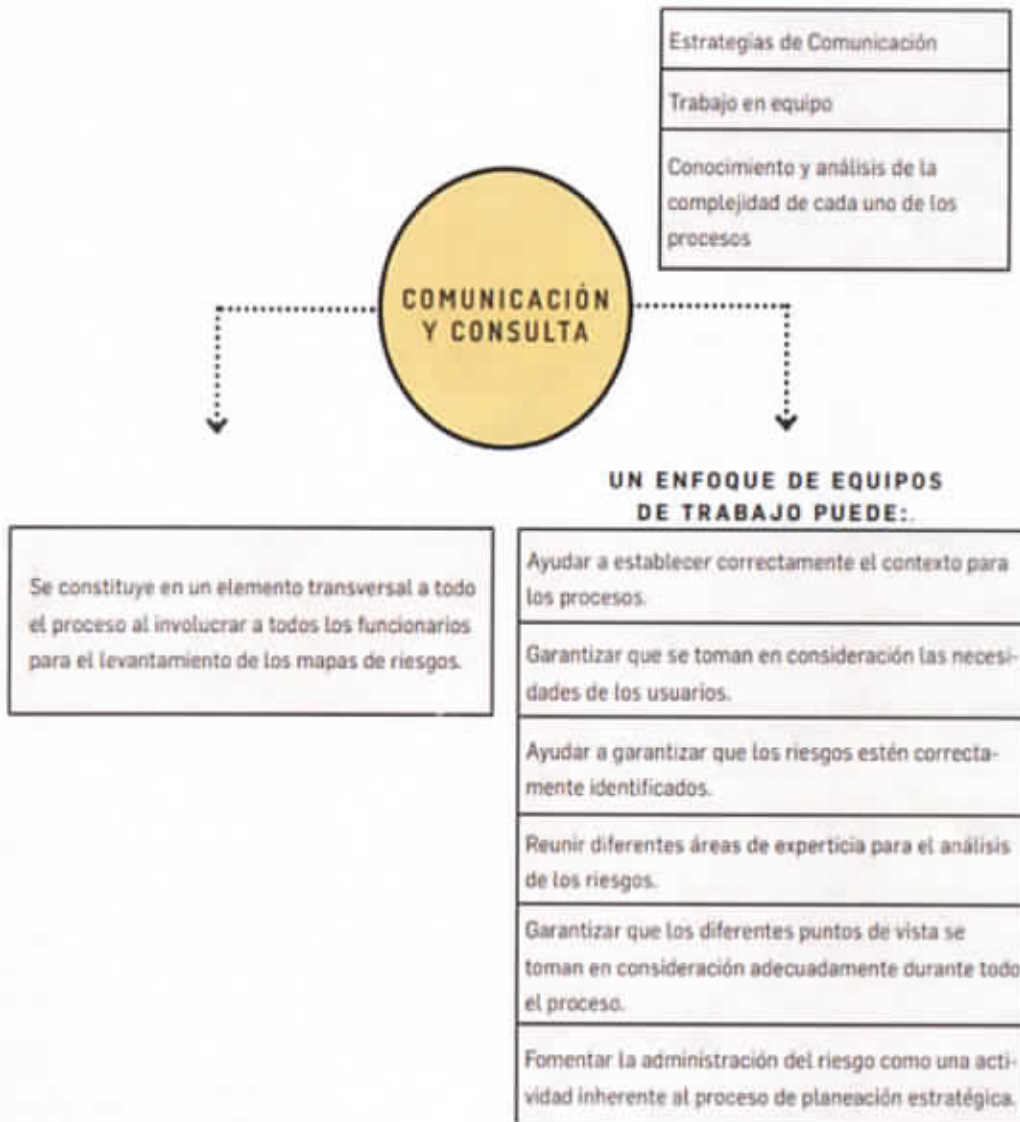 Estrategias de Comunicación
Trabajo en equipo
Conocimiento y análisis de la
complejidad de cada uno de los
procesos
COMUNICACIÓN
Y CONSULTA
UN ENFOQUE DE EQUIPOS
DE TRABAJO PUEDE:
Se constituye en un elemento transversal a todo
el proceso al involucrar a todos los funcionarios
para el levantamiento de los mapas de riesgos.
Ayudar a establecer correctamente el contexto para
los procesos.
Garantizar que se toman en consideración las necesi-
dades de los usuarios.
Ayudar a garantizar que los riesgos estén correcta-
mente identificados.
Reunir diferentes áreas de experticia para el análisis
de los riesgos.
Garantizar que los diferentes puntos de vista se
toman en consideración adecuadamente durante todo
el proceso.
Fomentar la administración del riesgo como una acti-
vidad inherente al proceso de planeación estratégica.